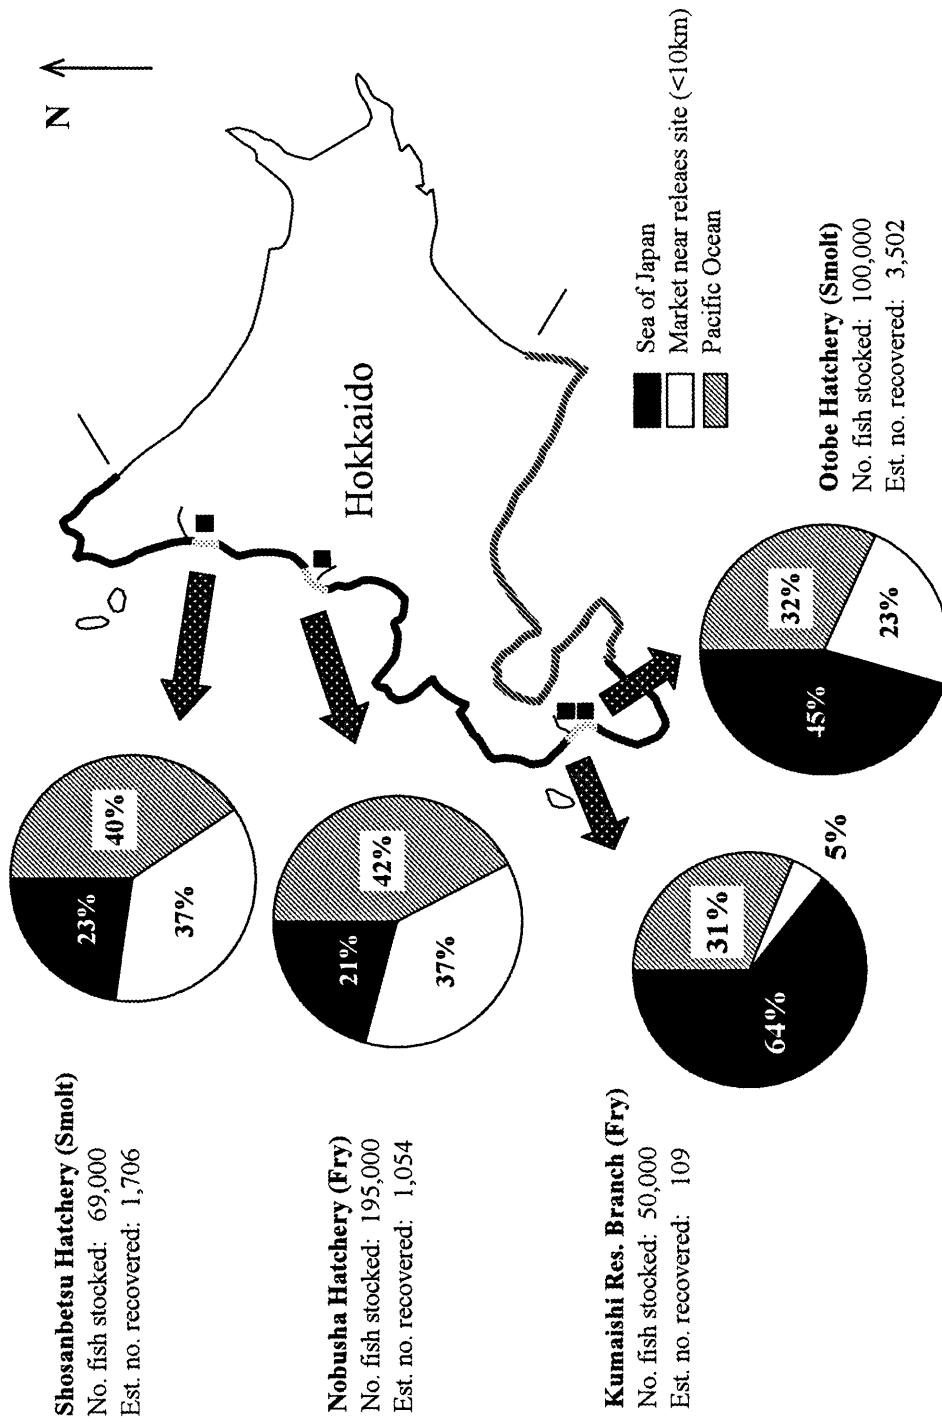 N
Hokkaido
Sea of Japan
Market near releaes site (<10km)
Pacific Ocean
Shosanbetsu Hatchery (Smolt)
No. fish stocked: 69,000
Est. no. recovered: 1,706
23%
40%
37%
Nobusha Hatchery (Fry)
No. fish stocked: 195,000
Est. no. recovered: 1,054
21%
42%
37%
Kumaishi Res. Branch (Fry)
No. fish stocked: 50,000
Est. no. recovered: 109
64%
31%
5%
Otobe Hatchery (Smolt)
No. fish stocked: 100,000
Est. no. recovered: 3,502
45%
32%
23%